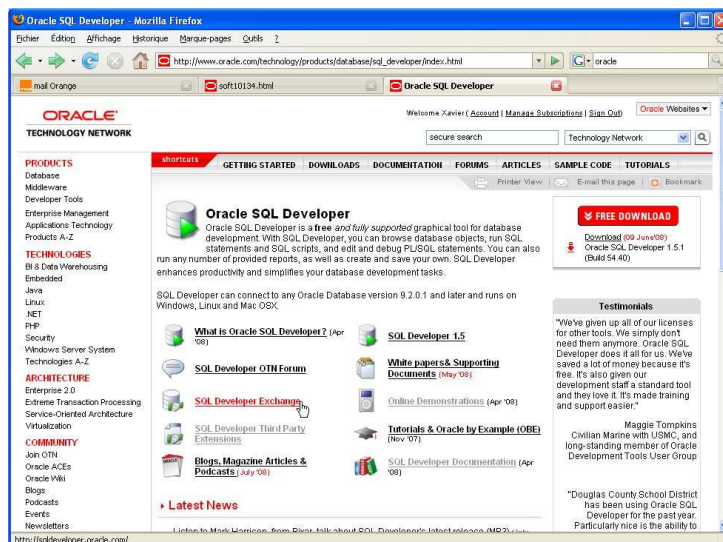 Oracle SQL Developer - Mozilla Firefox
Fichier Édition Affichage Historique Marque-pages Outils ?
http://www.oracle.com/technology/products/database/sql_developer/index.html
oracle
mail Orange
soft10134.html
Oracle SQL Developer
ORACLE
TECHNOLOGY NETWORK
Welcome Xavier ( Account | Manage Subscriptions | Sign Out)
Oracle Websites
secure search
Technology Network
PRODUCTS
Database
Middleware
Developer Tools
Enterprise Management
Applications Technology
Products A-Z
TECHNOLOGIES
BI & Data Warehousing
Embedded
Java
Linux
.NET
PHP
Security
Windows Server System
Technologies A-Z
ARCHITECTURE
Enterprise 2.0
Extreme Transaction Processing
Service-Oriented Architecture
Virtualization
COMMUNITY
Join OTN
Oracle ACEs
Oracle Wiki
Blogs
Podcasts
Events
Newsletters
shortcuts GETTING STARTED DOWNLOADS DOCUMENTATION FORUMS ARTICLES SAMPLE CODE TUTORIALS
Printer View E-mail this page Bookmark
Oracle SQL Developer
Oracle SQL Developer is a free and fully supported graphical tool for database
development. With SQL Developer, you can browse database objects, run SQL
statements and SQL scripts, and edit and debug PL/SQL statements. You can also
run any number of provided reports, as well as create and save your own. SQL Developer
enhances productivity and simplifies your database development tasks.
SQL Developer can connect to any Oracle Database version 9.2.0.1 and later and runs on
Windows, Linux and Mac OSX.
What is Oracle SQL Developer? (Apr
'08)
SQL Developer 1.5
SQL Developer OTN Forum
White papers & Supporting
Documents (May '08)
SQL Developer Exchange
Online Demonstrations (Apr '08)
SQL Developer Third Party
Extensions
Tutorials & Oracle by Example (OBE)
(Nov '07)
Blogs, Magazine Articles &
Podcasts (July '08)
SQL Developer Documentation (Apr
'08)
Latest News
Listen to Mark Harrison, from Pixar, talk about SQL Developer's latest release (MP3)
FREE DOWNLOAD
Download (09 June'08)
Oracle SQL Developer 1.5.1
(Build 54.40)
Testimonials
"We've given up all of our licenses
for other tools. We simply don't
need them anymore. Oracle SQL
Developer does it all for us. We've
saved a lot of money because it's
free. It's also given our
development staff a standard tool
and they love it. It's made training
and support easier."
Maggie Tompkins
Civilian Marine with USMC, and
long-standing member of Oracle
Development Tools User Group
"Douglas County School District
has been using Oracle SQL
Developer for the past year.
Particularly nice is the ability to
http://sqldeveloper.oracle.com/